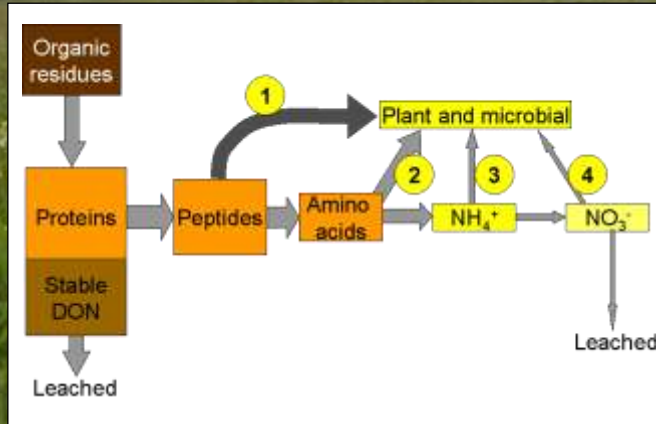 Organic
residues
1
Plant and microbial
2
3
4
Proteins
Peptides
Amino
acids
NH₄⁺
NO₃⁻
Stable
DON
Leached
Leached